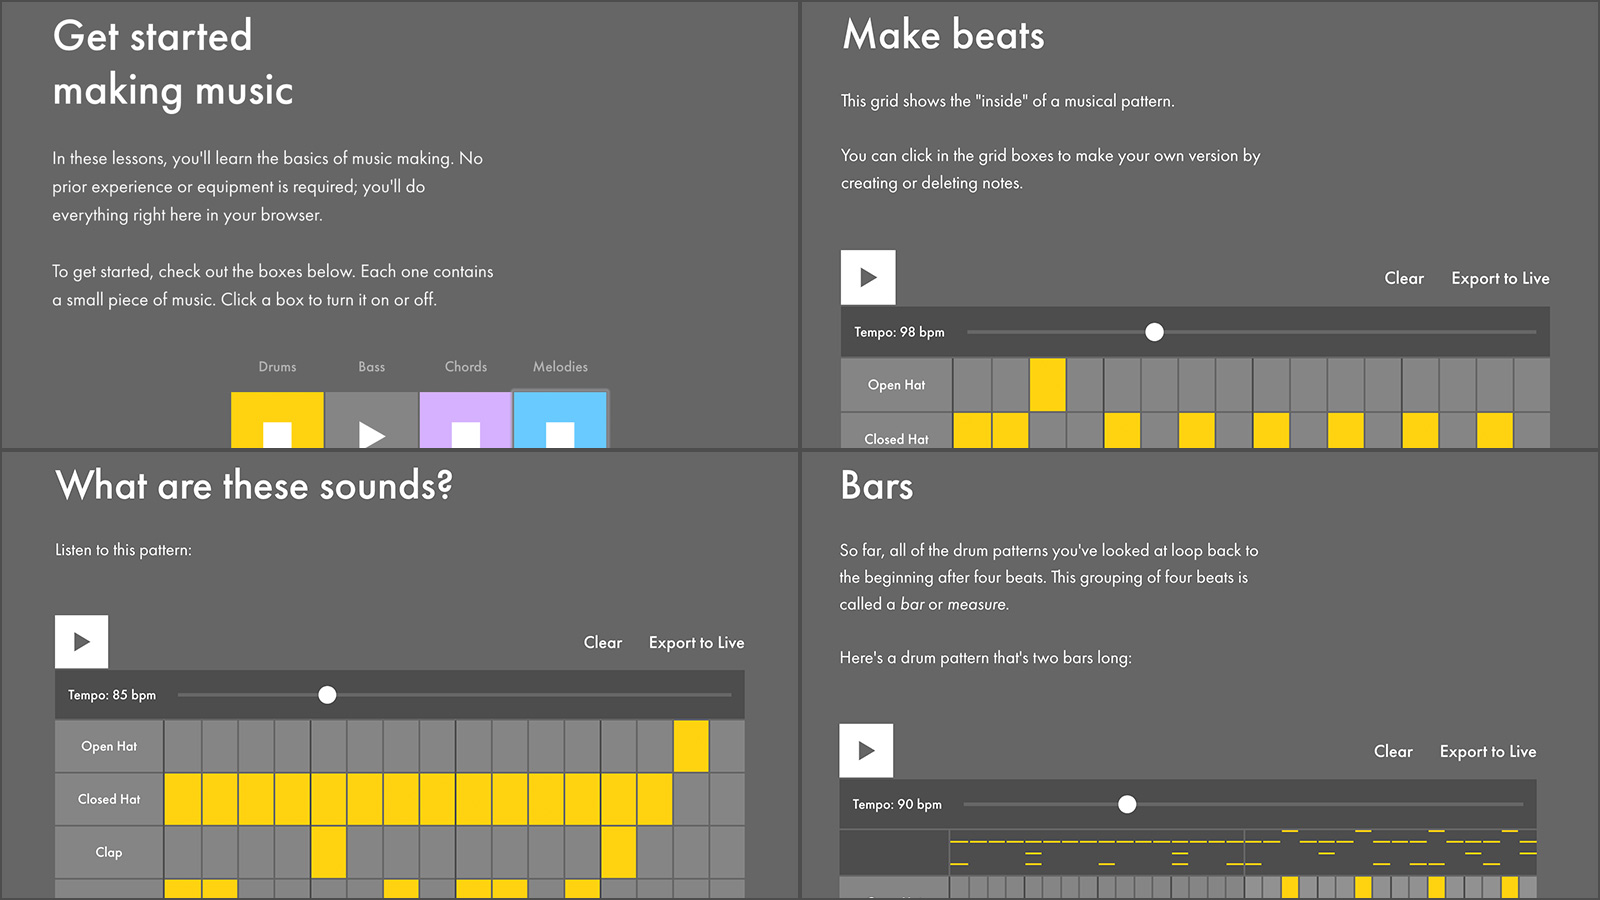 Get started
making music
In these lessons, you'll learn the basics of music making. No
prior experience or equipment is required; you'll do
everything right here in your browser.
To get started, check out the boxes below. Each one contains
a small piece of music. Click a box to turn it on or off.
Drums Bass Chords Melodies
Make beats
This grid shows the "inside" of a musical pattern.
You can click in the grid boxes to make your own version by
creating or deleting notes.
Clear Export to Live
Tempo: 98 bpm
Open Hat
Closed Hat
What are these sounds?
Listen to this pattern:
Clear Export to Live
Tempo: 85 bpm
Open Hat
Closed Hat
Clap
Bars
So far, all of the drum patterns you've looked at loop back to
the beginning after four beats. This grouping of four beats is
called a bar or measure.
Here's a drum pattern that's two bars long:
Clear Export to Live
Tempo: 90 bpm